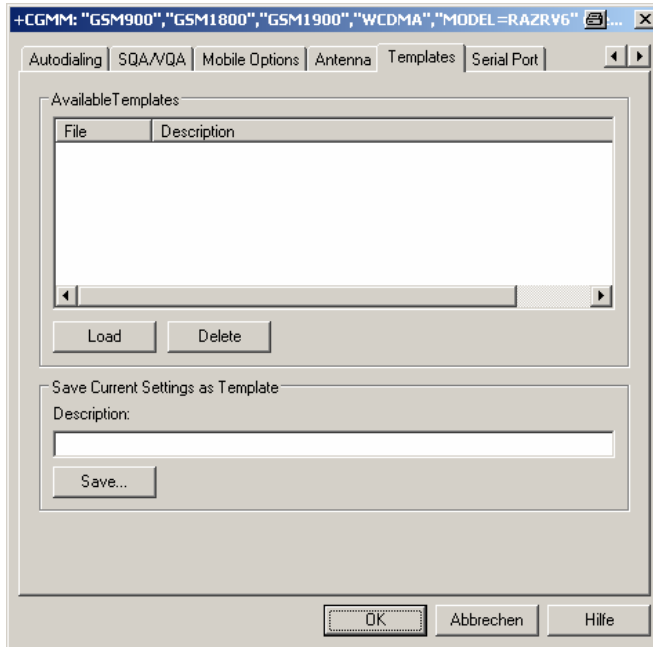 +CGMM: "GSM900","GSM1800","GSM1900","WCDMA","MODEL=RAZRV6" ...
Autodialing SQA/VQA Mobile Options Antenna Templates Serial Port
AvailableTemplates
File Description
Load Delete
Save Current Settings as Template
Description:
Save...
OK Abbrechen Hilfe